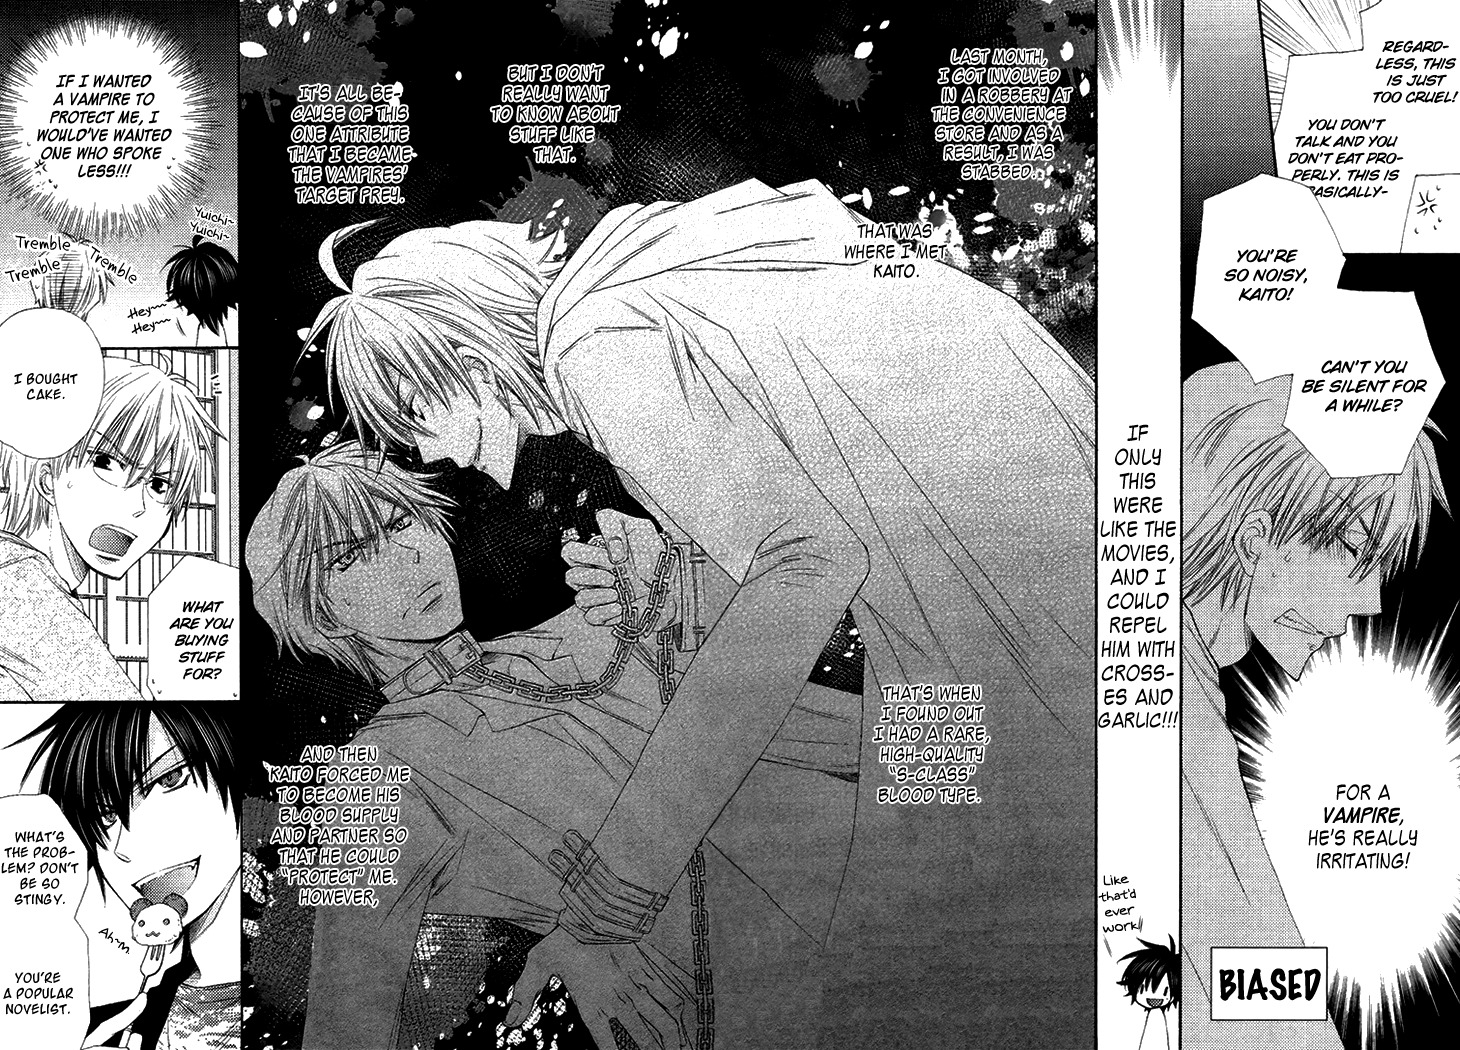 REGARD-
LESS, THIS
IS JUST
TOO CRUEL!
YOU DON'T
TALK AND YOU
DON'T EAT PRO-
PERLY. THIS IS
BASICALLY-
YOU'RE
SO NOISY,
KAITO!
CAN'T YOU
BE SILENT FOR
A WHILE?
FOR A
VAMPIRE,
HE'S REALLY
IRRITATING!
BIASED
IF
ONLY
THIS
WERE
LIKE THE
MOVIES,
AND I
COULD
REPEL
HIM WITH
CROSS-
ES AND
GARLIC!!!
Like
that'd
ever
work
LAST MONTH,
I GOT INVOLVED
IN A ROBBERY AT
THE CONVENIENCE
STORE AND AS A
RESULT, I WAS
STABBED.
THAT WAS
WHERE I MET
KAITO.
THAT'S WHEN
I FOUND OUT
I HAD A RARE,
HIGH-QUALITY
"S-CLASS"
BLOOD TYPE.
BUT I DON'T
REALLY WANT
TO KNOW ABOUT
STUFF LIKE
THAT.
IT'S ALL BE-
CAUSE OF THIS
ONE ATTRIBUTE
THAT I BECAME
THE VAMPIRES'
TARGET PREY.
AND THEN
KAITO FORCED ME
TO BECOME HIS
BLOOD SUPPLY
AND PARTNER SO
THAT HE COULD
"PROTECT" ME.
HOWEVER,
IF I WANTED
A VAMPIRE TO
PROTECT ME, I
WOULD'VE WANTED
ONE WHO SPOKE
LESS!!!
Yuichi~
Yuichi~
Tremble
Tremble
Tremble
Hey~~
Hey~~
I BOUGHT
CAKE.
WHAT
ARE YOU
BUYING
STUFF
FOR?
WHAT'S
THE PROB-
LEM? DON'T
BE SO
STINGY.
Ah~m
YOU'RE
A POPULAR
NOVELIST.